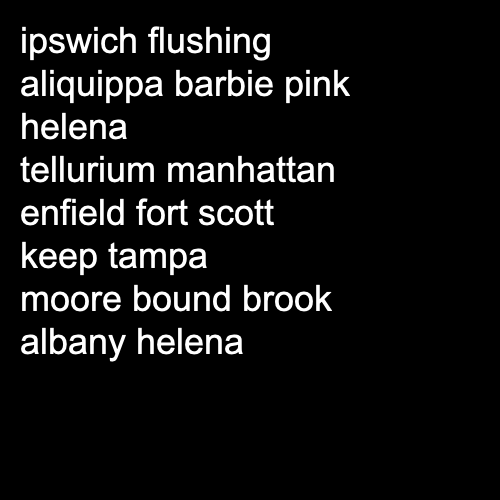 ipswich flushing
aliquippa barbie pink
helena
tellurium manhattan
enfield fort scott
keep tampa
moore bound brook
albany helena